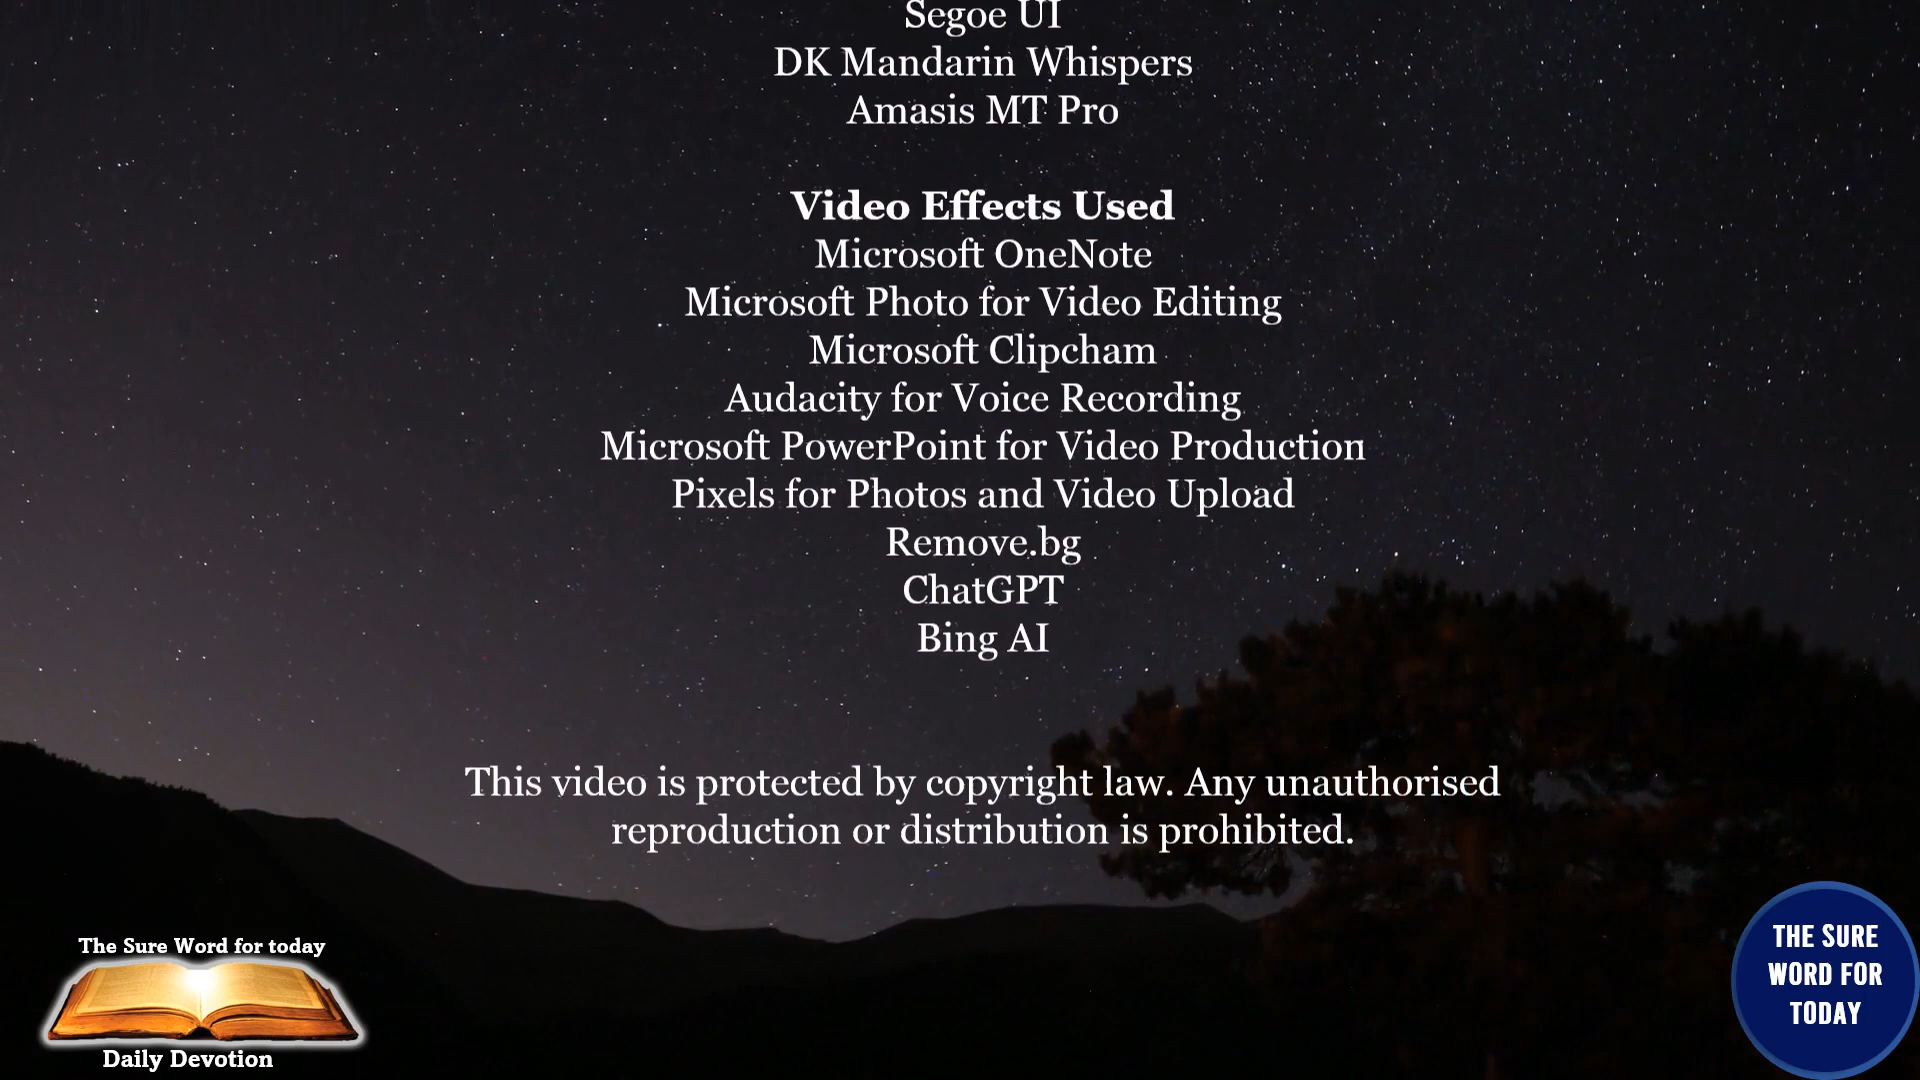 Segoe UI
DK Mandarin Whispers
Amasis MT Pro
Video Effects Used
Microsoft OneNote
Microsoft Photo for Video Editing
Microsoft Clipcham
Audacity for Voice Recording
Microsoft PowerPoint for Video Production
Pixels for Photos and Video Upload
Remove.bg
ChatGPT
Bing AI
This video is protected by copyright law. Any unauthorised
reproduction or distribution is prohibited.
The Sure Word for today
Daily Devotion
THE SURE
WORD FOR
TODAY